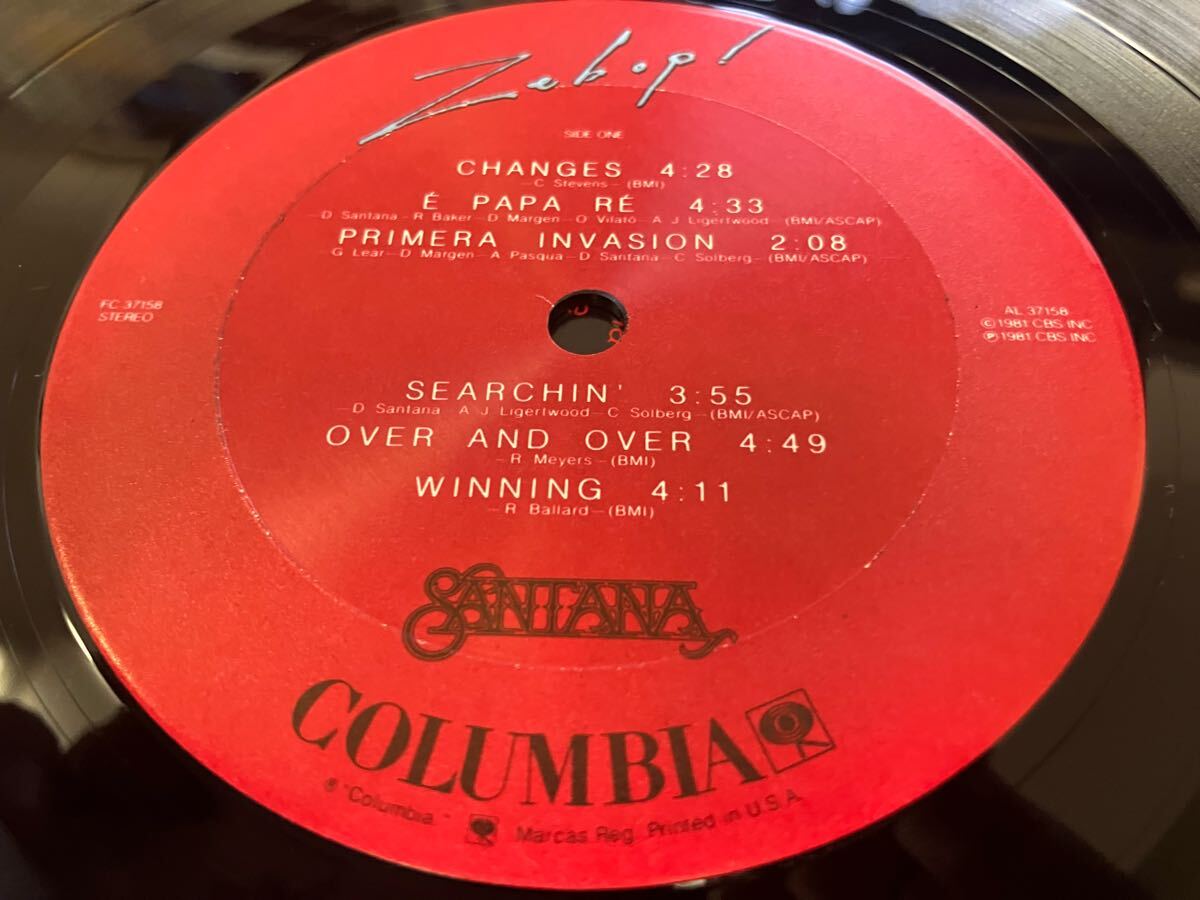 Zebop!
SIDE ONE
CHANGES 4:28
—C Stevens—(BMI)
É PAPA RÉ 4:33
—D Santana—R Baker—D Margen—O Vilató—A J Ligertwood—(BMI/ASCAP)
PRIMERA INVASION 2:08
G Lear—D Margen—A Pasqua—D Santana—C Solberg—(BMI/ASCAP)
FC 37158
STEREO
AL 37158
©1981 CBS INC
℗1981 CBS INC
SEARCHIN' 3:55
—D Santana—A J Ligertwood—C Solberg—(BMI/ASCAP)
OVER AND OVER 4:49
—R Meyers—(BMI)
WINNING 4:11
—R Ballard—(BMI)
SANTANA
COLUMBIA
® "Columbia" Marcas Reg Printed in U.S.A.